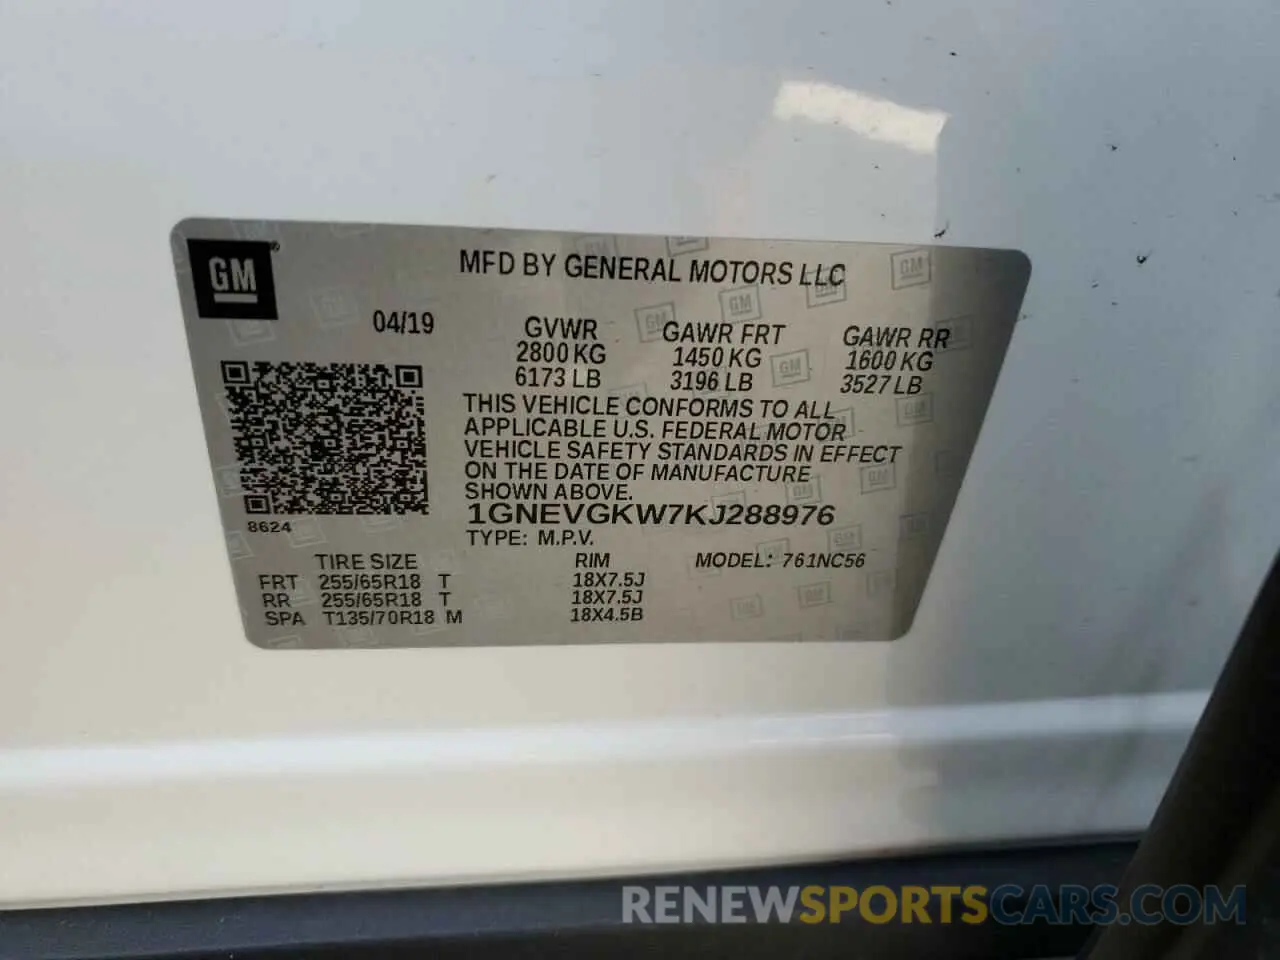 GM ®
MFD BY GENERAL MOTORS LLC
04/19
GVWR GAWR FRT GAWR RR
2800 KG 1450 KG 1600 KG
6173 LB 3196 LB 3527 LB
THIS VEHICLE CONFORMS TO ALL
APPLICABLE U.S. FEDERAL MOTOR
VEHICLE SAFETY STANDARDS IN EFFECT
ON THE DATE OF MANUFACTURE
SHOWN ABOVE.
1GNEVGKW7KJ288976
8624
TYPE: M.P.V.
TIRE SIZE RIM MODEL: 761NC56
FRT 255/65R18 T 18X7.5J
RR 255/65R18 T 18X7.5J
SPA T135/70R18 M 18X4.5B
RENEWSPORTSCARS.COM